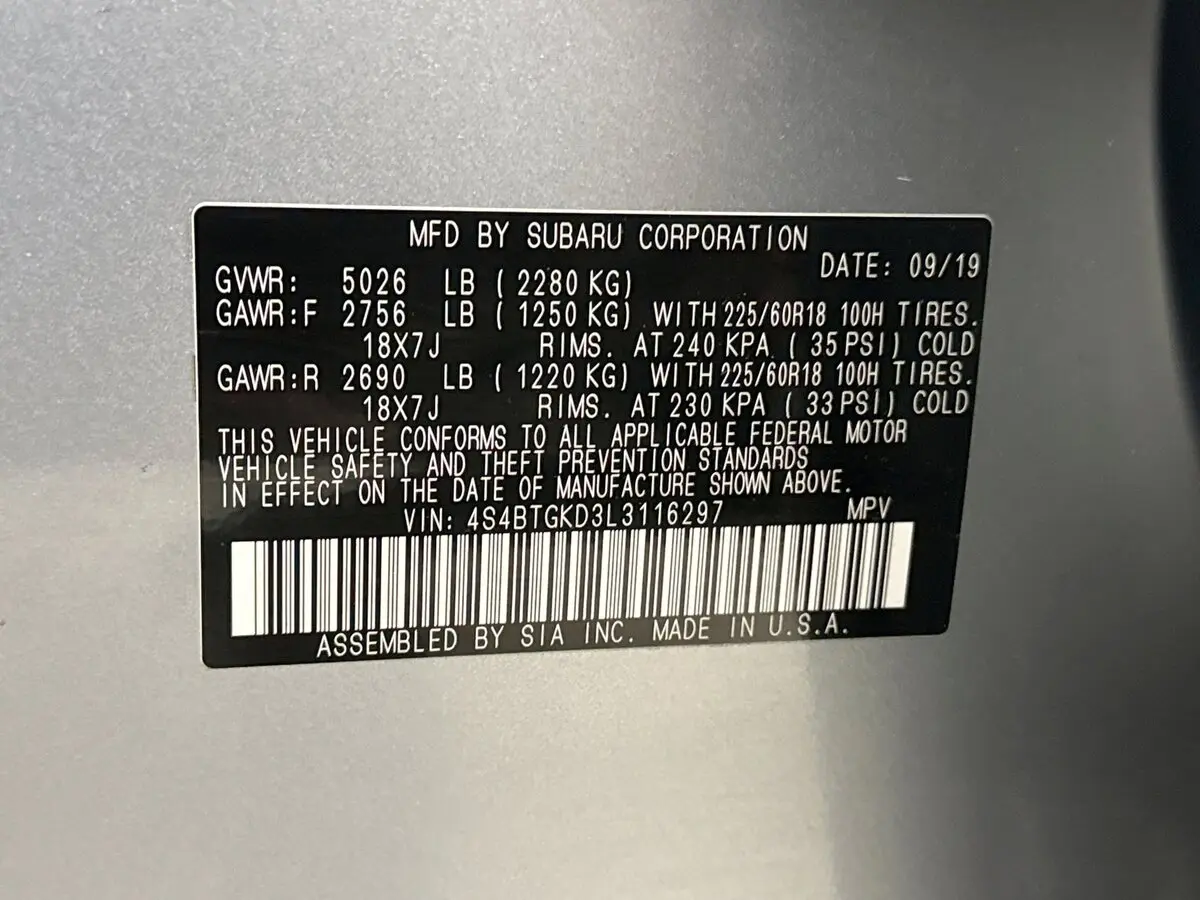 MFD BY SUBARU CORPORATION
DATE: 09/19
GVWR: 5026 LB ( 2280 KG)
GAWR:F 2756 LB ( 1250 KG) WITH 225/60R18 100H TIRES.
18X7J RIMS. AT 240 KPA ( 35 PSI) COLD
GAWR:R 2690 LB ( 1220 KG) WITH 225/60R18 100H TIRES.
18X7J RIMS. AT 230 KPA ( 33 PSI) COLD
THIS VEHICLE CONFORMS TO ALL APPLICABLE FEDERAL MOTOR
VEHICLE SAFETY AND THEFT PREVENTION STANDARDS
IN EFFECT ON THE DATE OF MANUFACTURE SHOWN ABOVE.
VIN: 4S4BTGKD3L3116297 MPV
ASSEMBLED BY SIA INC. MADE IN U.S.A.